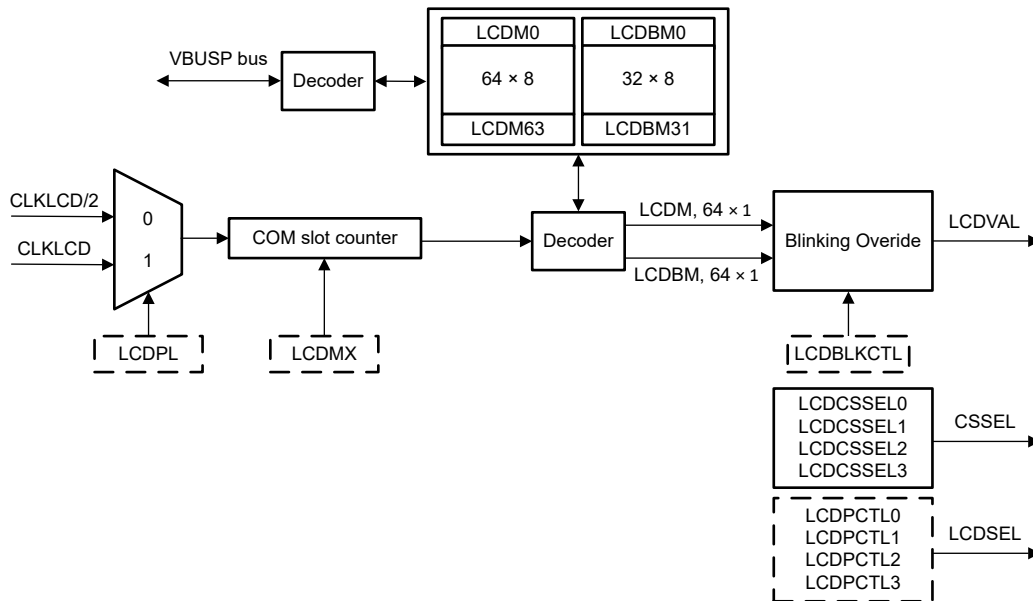 LCDM0
LCDBM0
VBUSP bus
Decoder
64 × 8
32 × 8
LCDM63
LCDBM31
CLKLCD/2
0
CLKLCD
1
COM slot counter
Decoder
LCDM, 64 × 1
LCDBM, 64 × 1
Blinking Overide
LCDVAL
LCDPL
LCDMX
LCDBLKCTL
LCDCSSEL0
LCDCSSEL1
LCDCSSEL2
LCDCSSEL3
CSSEL
LCDPCTL0
LCDPCTL1
LCDPCTL2
LCDPCTL3
LCDSEL